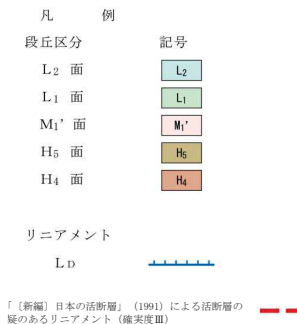 凡 例
段丘区分 記号
L2 面 L2
L1 面 L1
M1’ 面 M1’
H5 面 H5
H4 面 H4
リニアメント
LD
「［新編］日本の活断層」（1991）による活断層の
疑のあるリニアメント（確実度Ⅲ）